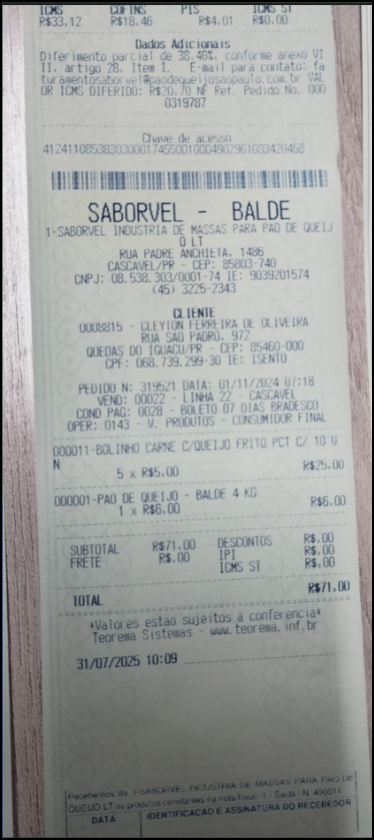 ICMS COFINS PIS ICMS ST
R$33.12 R$18.46 R$4.01 R$0.00
Dados Adicionais
Diferimento parcial de 38.46%, conforme anexo VI
II, artigo 28, Item I. E-mail para contato: fa
turamentosaborvel@paodequeijosaopaulo.com.br VAL
OR ICMS DIFERIDO: R$20.70 NF Ref. Pedido No. 000
0319787
Chave de acesso
SABORVEL - BALDE
1-SABORVEL INDUSTRIA DE MASSAS PARA PAO DE QUEIJ
O LT
RUA PADRE ANCHIETA, 1486
CASCAVEL/PR - CEP: 85803-740
CNPJ: 08.538.303/0001-74 IE: 9039201574
(45) 3225-2343
CLIENTE
0008815 - CLEYTON FERREIRA DE OLIVEIRA
RUA SAO PADRO, 972
QUEDAS DO IGUACU/PR - CEP: 85460-000
CPF: 068.739.299-30 IE: ISENTO
PEDIDO N: 319521 DATA: 01/11/2024 07:18
VEND: 00022 - LINHA 22 - CASCAVEL
COND PAG: 0028 - BOLETO 07 DIAS BRADESCO
OPER: 0143 - V. PRODUTOS - CONSUMIDOR FINAL
000011-BOLINHO CARNE C/QUEIJO FRITO PCT C/ 10 U
N
5 x R$5.00 R$25.00
000001-PAO DE QUEIJO - BALDE 4 KG
1 x R$6.00 R$6.00
SUBTOTAL R$71.00 DESCONTOS R$.00
FRETE R$.00 IPI R$.00
ICMS ST R$.00
TOTAL R$71.00
*Valores estão sujeitos a conferencia*
Teorema Sistemas - www.teorema.inf.br
31/07/2025 10:09
Recebemos de 1-SABORVEL INDUSTRIA DE MASSAS PARA PAO DE
QUEIJO LT os produtos constantes na nota fiscal: 1 - Saída: N. 490011
DATA IDENTIFICACAO E ASSINATURA DO RECEBEDOR